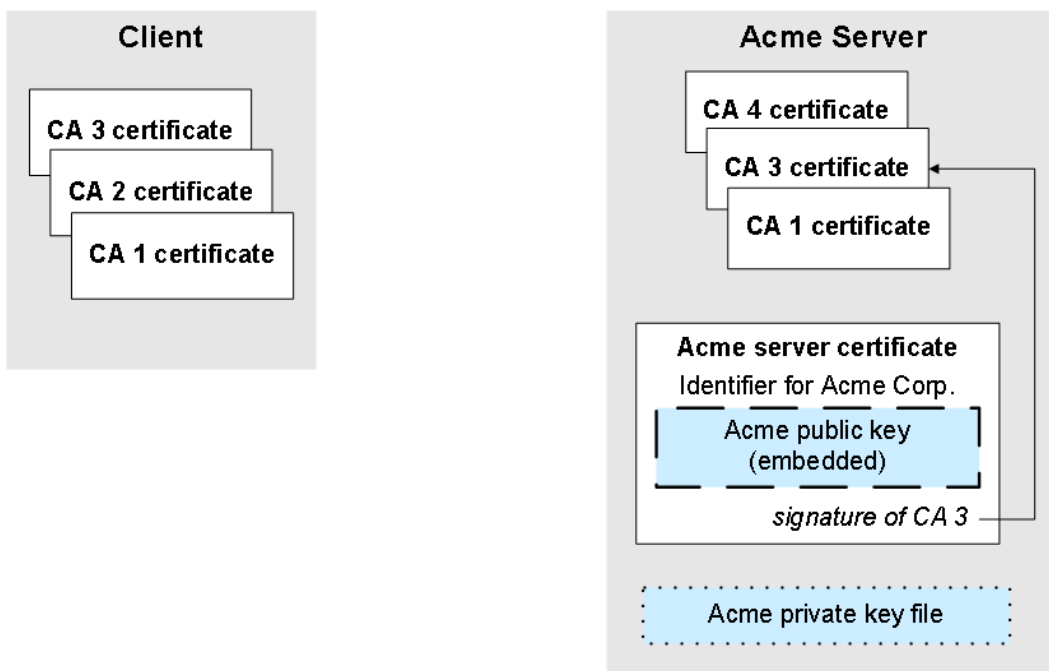 Client
CA 3 certificate
CA 2 certificate
CA 1 certificate
Acme Server
CA 4 certificate
CA 3 certificate
CA 1 certificate
Acme server certificate
Identifier for Acme Corp.
Acme public key
(embedded)
signature of CA 3
Acme private key file